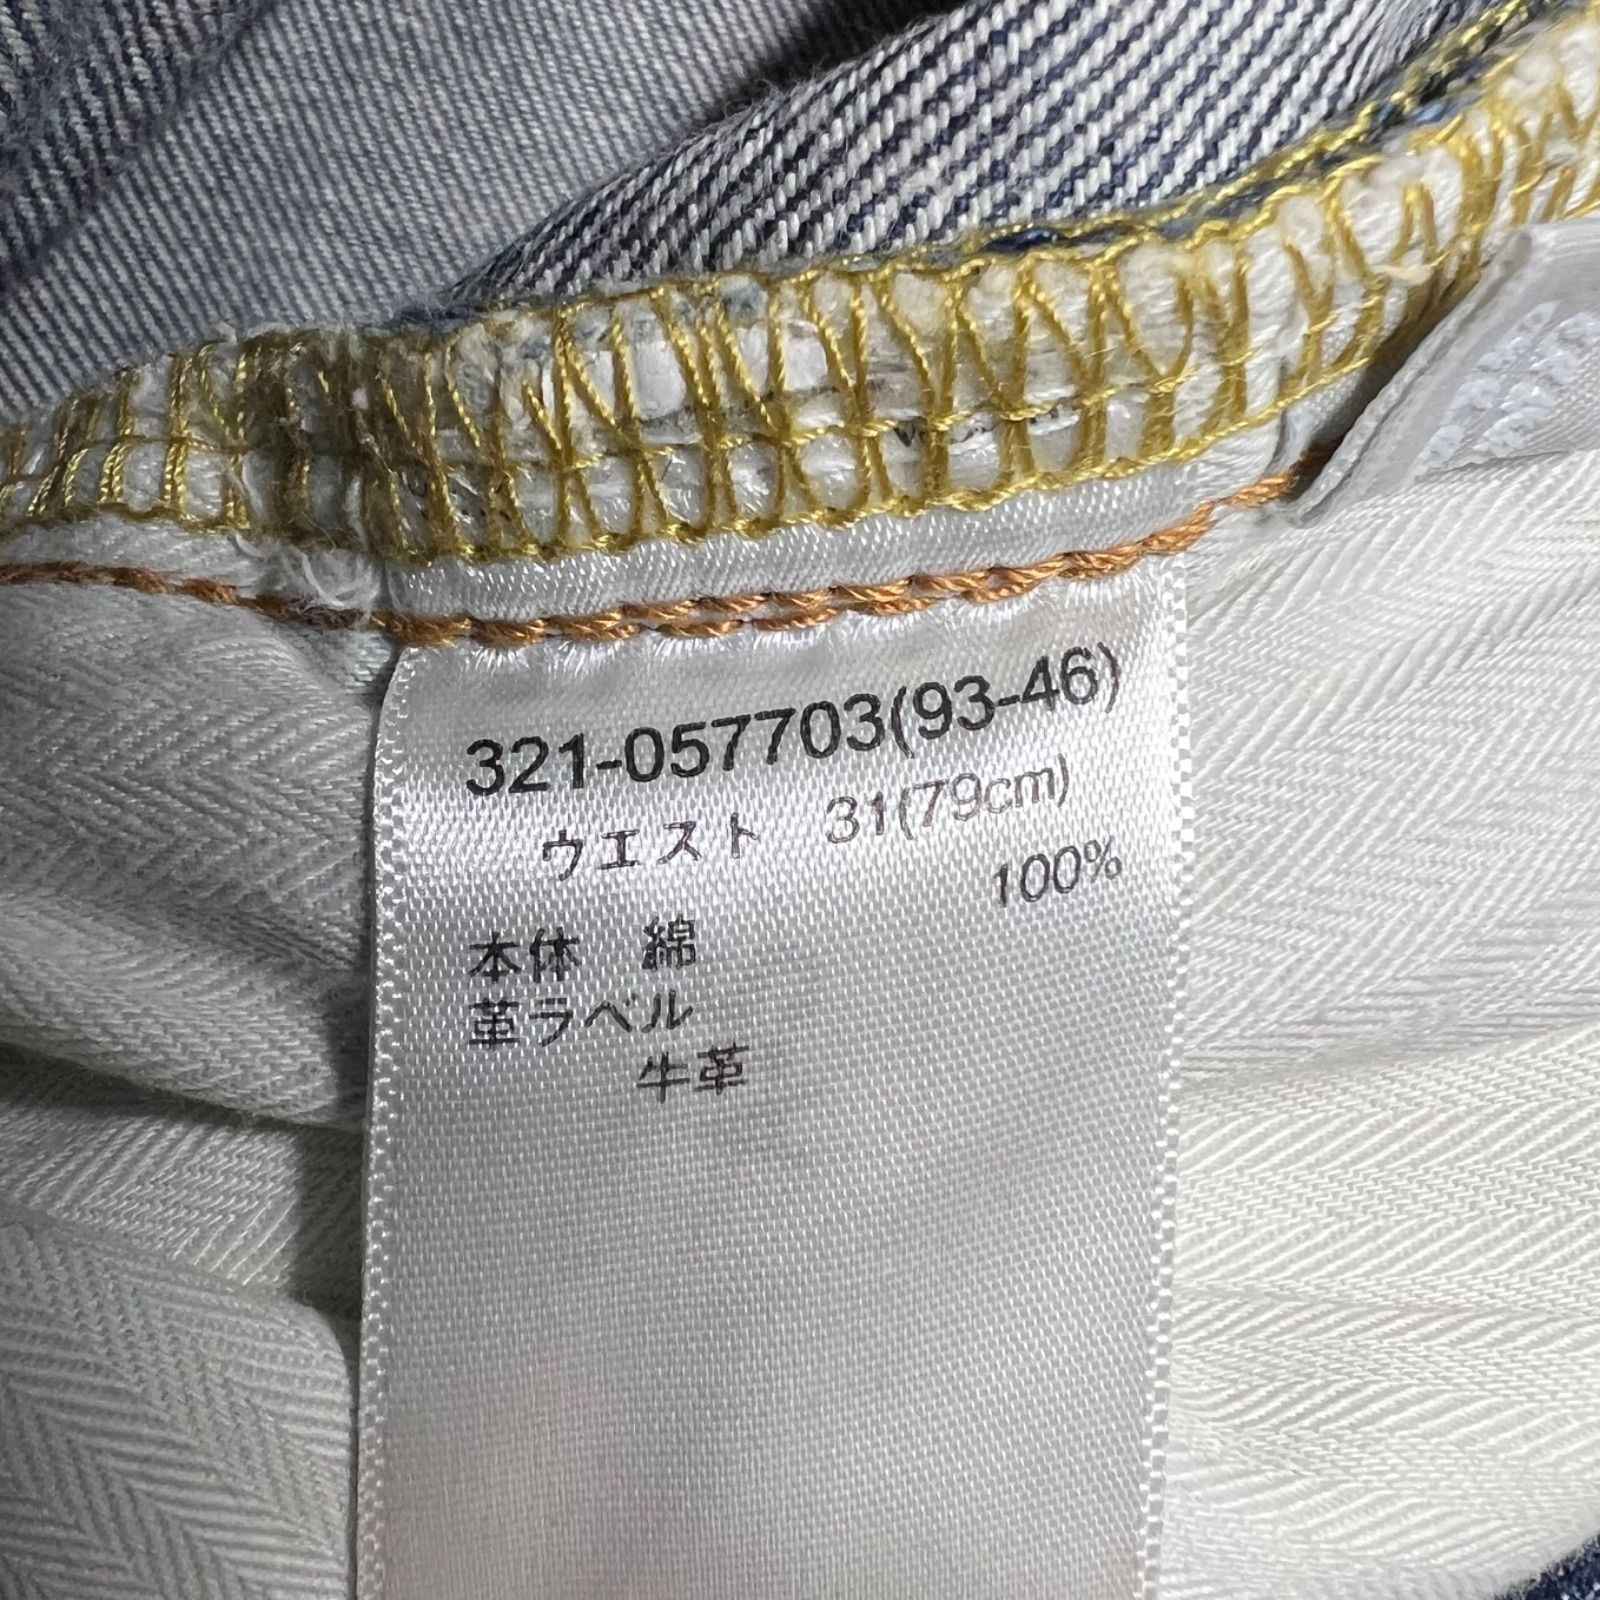 321-057703(93-46)
ウエスト 31(79cm)
本体 綿 100%
革ラベル
牛革